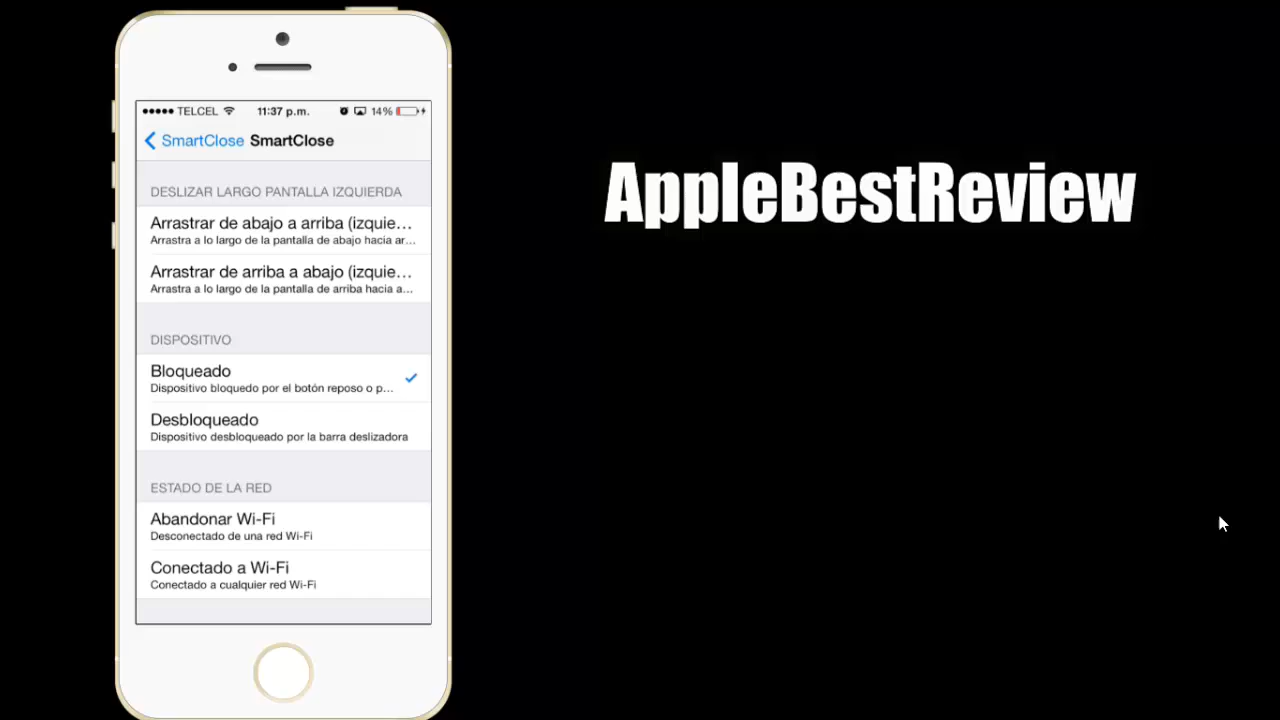 ●●●●● TELCEL 11:37 p.m. 14%
SmartClose SmartClose
DESLIZAR LARGO PANTALLA IZQUIERDA
Arrastrar de abajo a arriba (izquie...
Arrastra a lo largo de la pantalla de abajo hacia ar...
Arrastrar de arriba a abajo (izquie...
Arrastra a lo largo de la pantalla de arriba hacia a...
DISPOSITIVO
Bloqueado
Dispositivo bloquedo por el botón reposo o p...
Desbloqueado
Dispositivo desbloqueado por la barra deslizadora
ESTADO DE LA RED
Abandonar Wi-Fi
Desconectado de una red Wi-Fi
Conectado a Wi-Fi
Conectado a cualquier red Wi-Fi
AppleBestReview